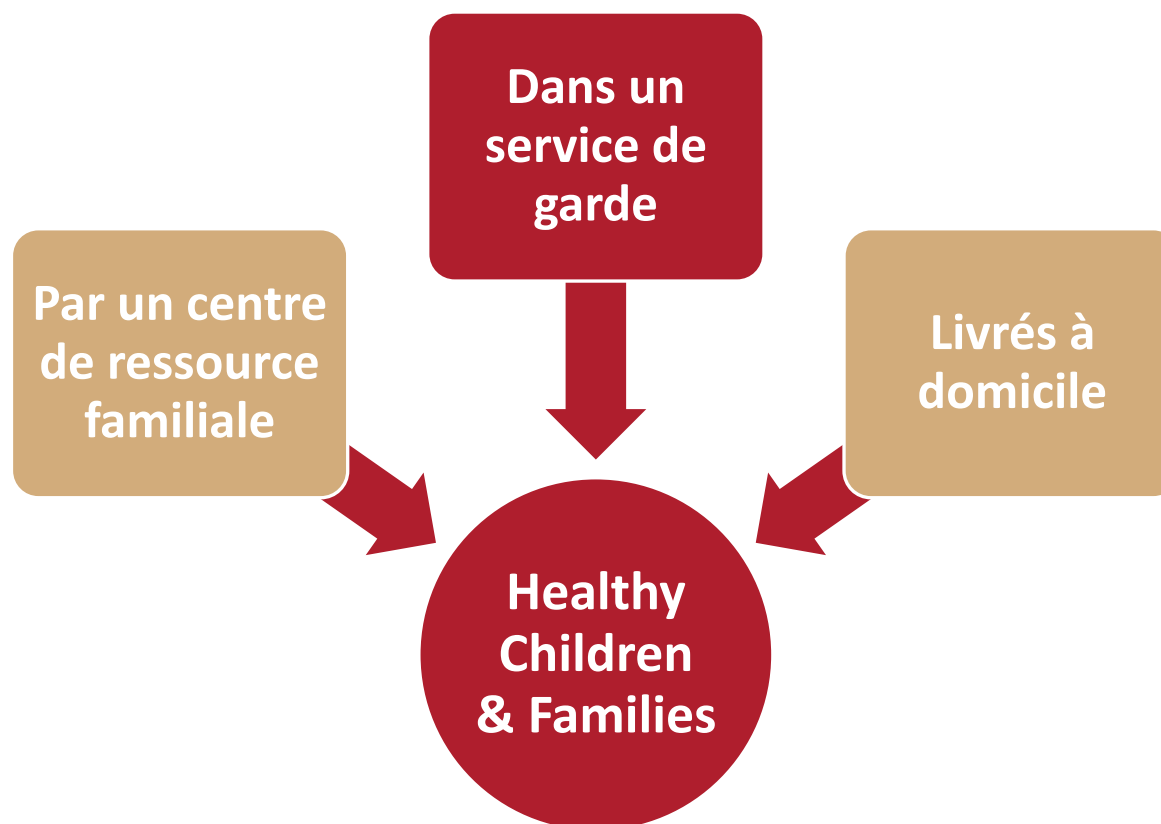 Dans un
service de
garde
Par un centre
de ressource
familiale
Livrés à
domicile
Healthy
Children
& Families